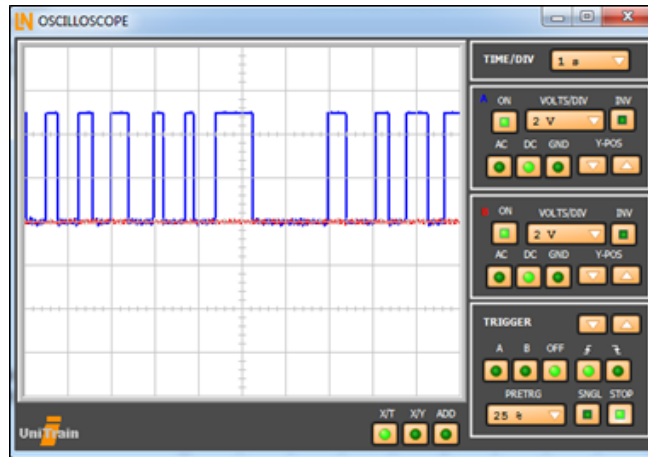 LN OSCILLOSCOPE
TIME/DIV 1 s
A ON VOLTS/DIV INV
2 V
AC DC GND Y-POS
B ON VOLTS/DIV INV
2 V
AC DC GND Y-POS
TRIGGER
A B OFF
PRETRG SNGL STOP
25 %
X/T X/Y ADD
UniTrain